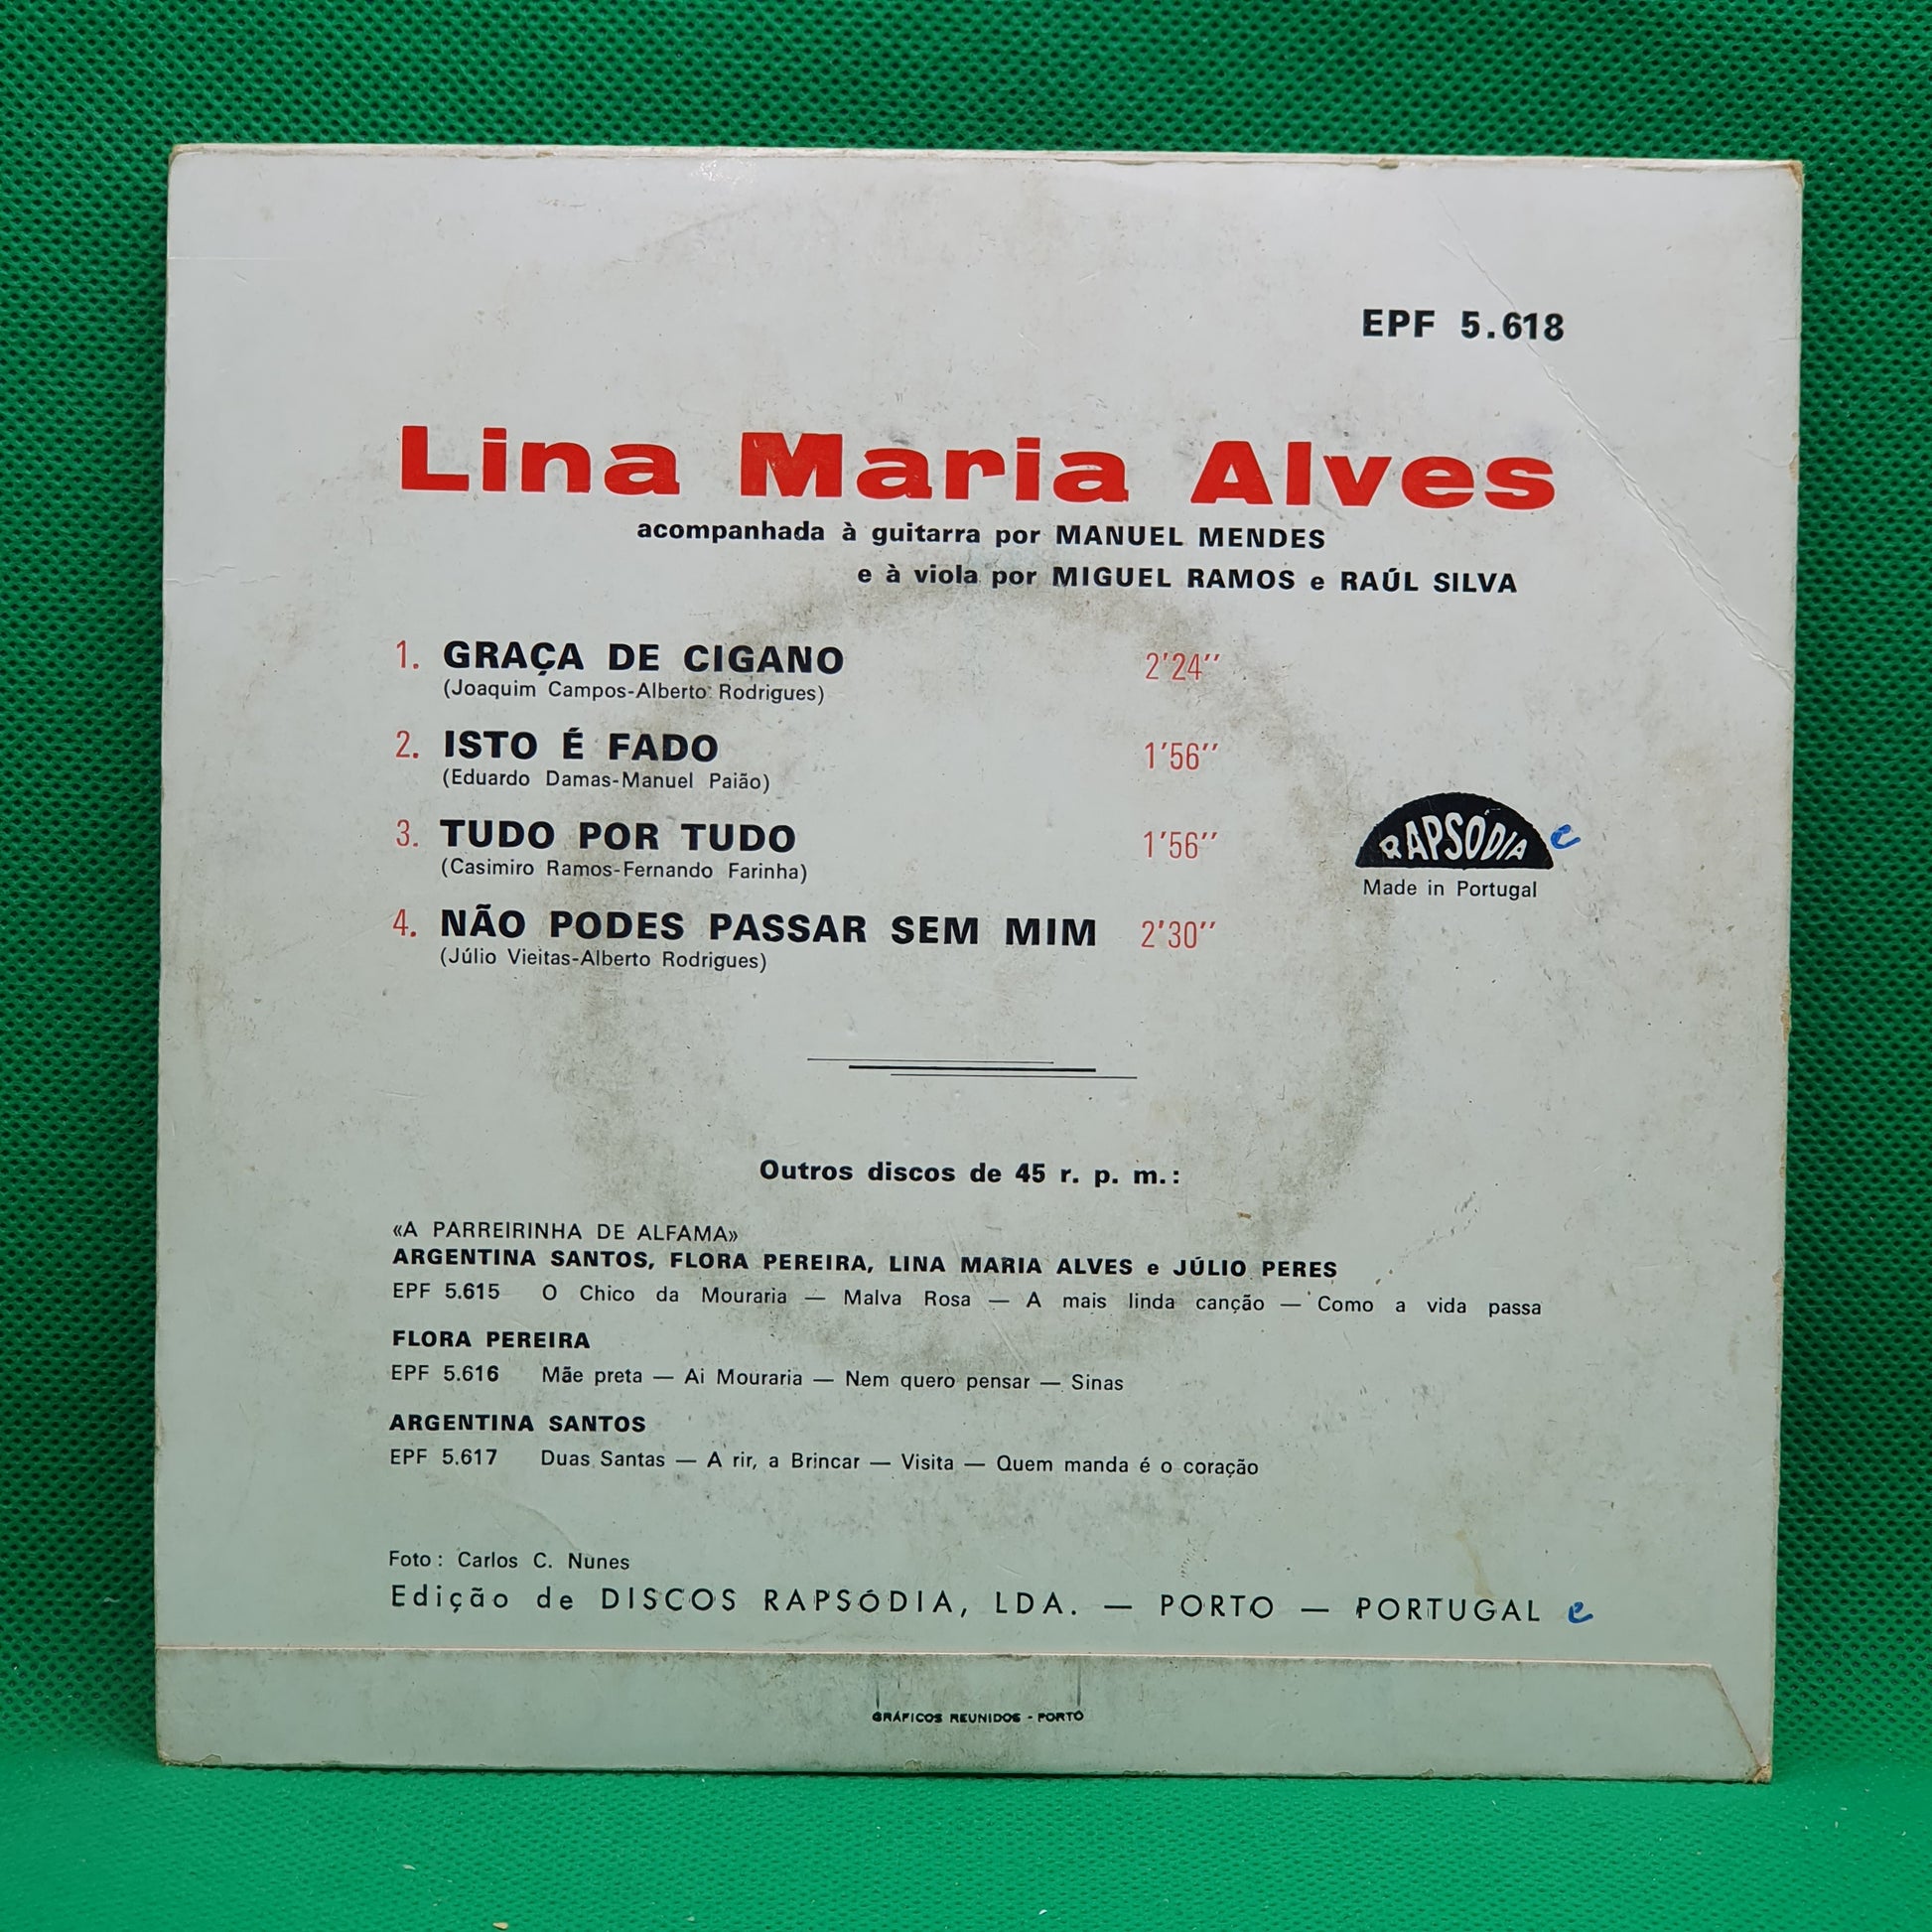 EPF 5.618
Lina Maria Alves
acompanhada à guitarra por MANUEL MENDES
e à viola por MIGUEL RAMOS e RAÚL SILVA
1. GRAÇA DE CIGANO 2'24''
(Joaquim Campos-Alberto Rodrigues)
2. ISTO É FADO 1'56''
(Eduardo Damas-Manuel Paião)
3. TUDO POR TUDO 1'56''
(Casimiro Ramos-Fernando Farinha)
RAPSÓDIA
Made in Portugal
4. NÃO PODES PASSAR SEM MIM 2'30''
(Júlio Vieitas-Alberto Rodrigues)
Outros discos de 45 r. p. m.:
«A PARREIRINHA DE ALFAMA»
ARGENTINA SANTOS, FLORA PEREIRA, LINA MARIA ALVES e JÚLIO PERES
EPF 5.615 O Chico da Mouraria — Malva Rosa — A mais linda canção — Como a vida passa
FLORA PEREIRA
EPF 5.616 Mãe preta — Ai Mouraria — Nem quero pensar — Sinas
ARGENTINA SANTOS
EPF 5.617 Duas Santas — A rir, a Brincar — Visita — Quem manda é o coração
Foto: Carlos C. Nunes
Edição de DISCOS RAPSÓDIA, LDA. — PORTO — PORTUGAL
GRÁFICOS REUNIDOS - PORTO